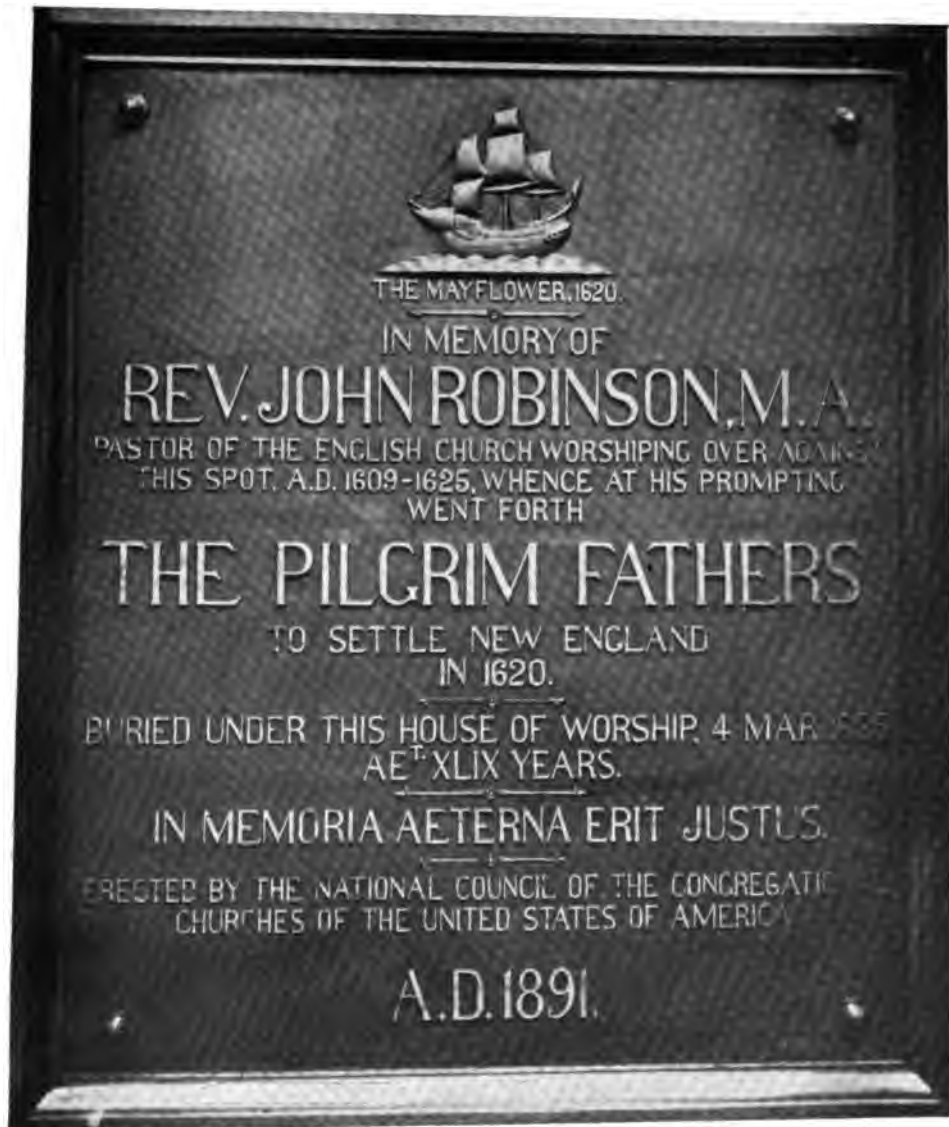 THE MAYFLOWER, 1620.
IN MEMORY OF
REV. JOHN ROBINSON, M.A.
PASTOR OF THE ENGLISH CHURCH WORSHIPING OVER AGAINST
THIS SPOT, A.D. 1609-1625, WHENCE AT HIS PROMPTING
WENT FORTH
THE PILGRIM FATHERS
TO SETTLE NEW ENGLAND
IN 1620.
BURIED UNDER THIS HOUSE OF WORSHIP, 4 MAR
AET. XLIX YEARS.
IN MEMORIA AETERNA ERIT JUSTUS.
ERECTED BY THE NATIONAL COUNCIL OF THE CONGREGATIONAL
CHURCHES OF THE UNITED STATES OF AMERICA
A.D. 1891.